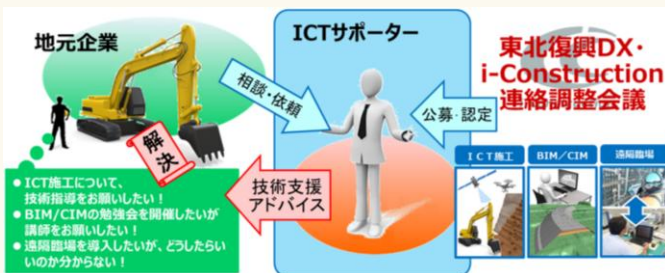 地元企業
ICTサポーター
東北復興DX・
i-Construction
連絡調整会議
相談・依頼
公募・認定
解決
技術支援
アドバイス
ICT施工
BIM/CIM
遠隔臨場
● ICT施工について、
技術指導をお願いしたい！
● BIM/CIMの勉強会を開催したいが
講師をお願いしたい！
● 遠隔臨場を導入したいが、どうしたらい
いのか分からない！